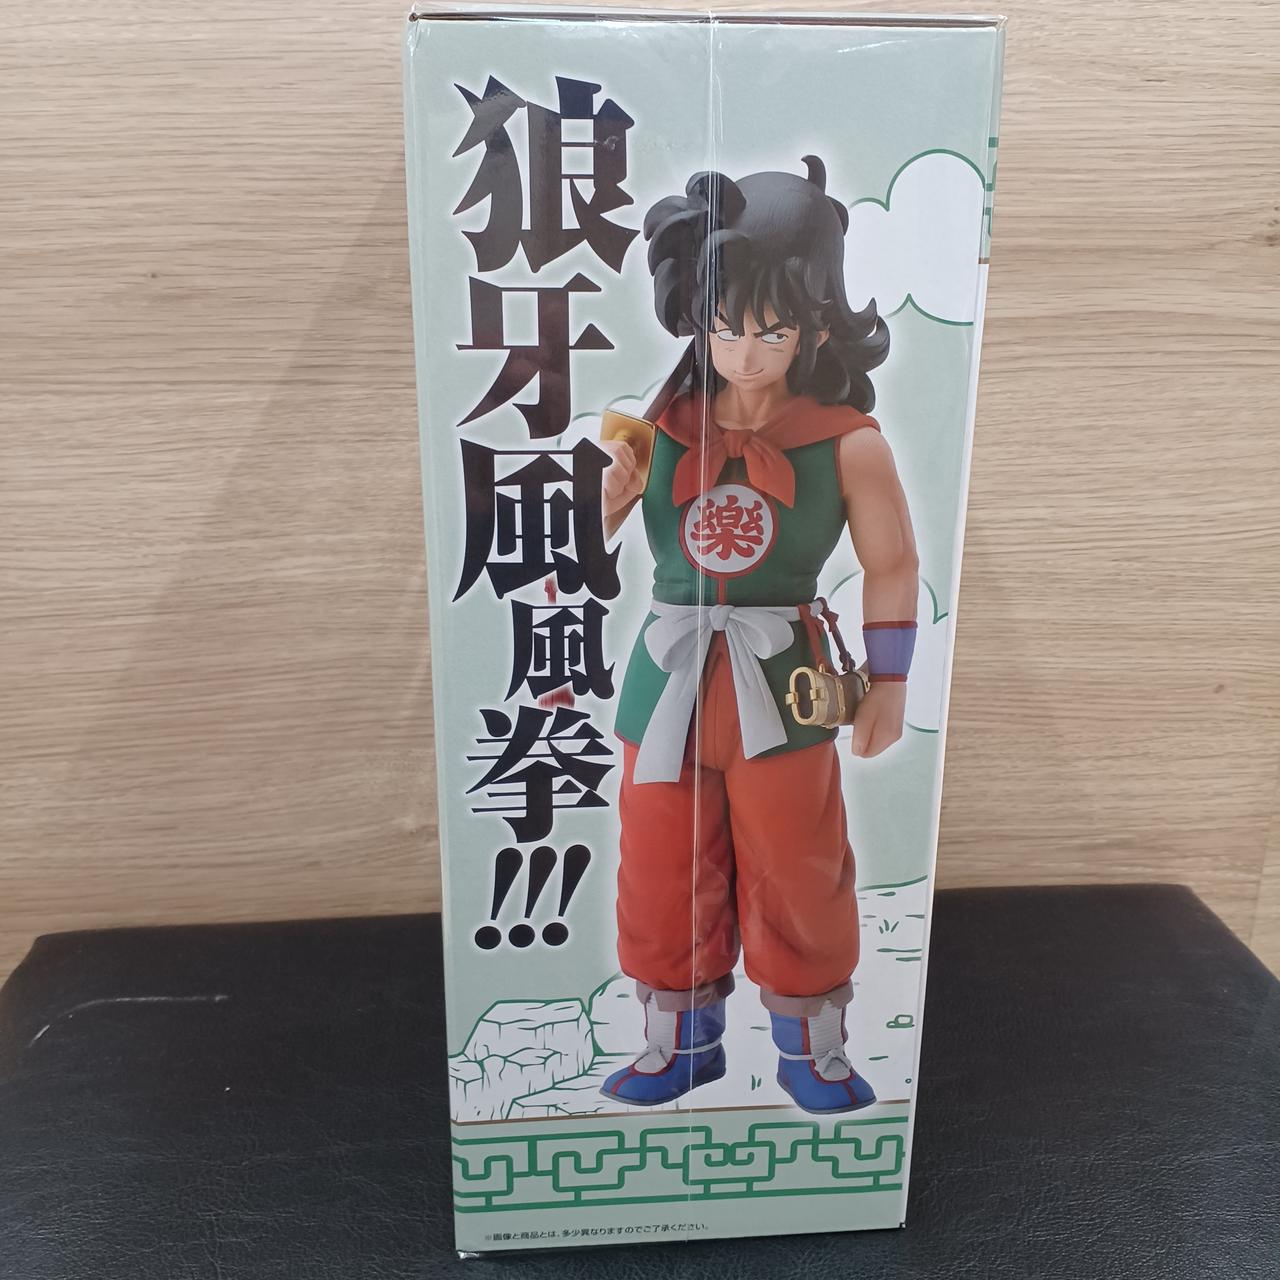 狼牙風風拳!!!
樂
※画像と商品とは、多少異なりますのでご了承ください。